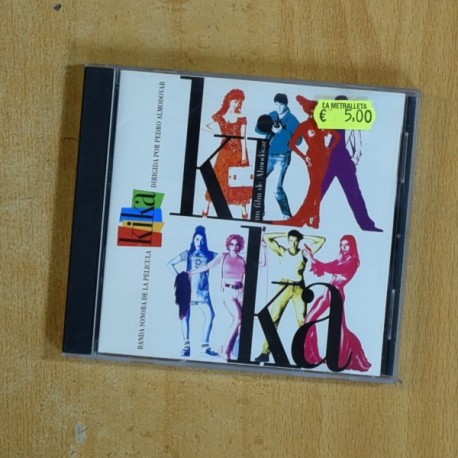 LA METRALLETA
€ 5,00
ki
un film de Almodóvar
ka
BANDA SONORA DE LA PELICULA kika DIRIGIDA POR PEDRO ALMODOVAR